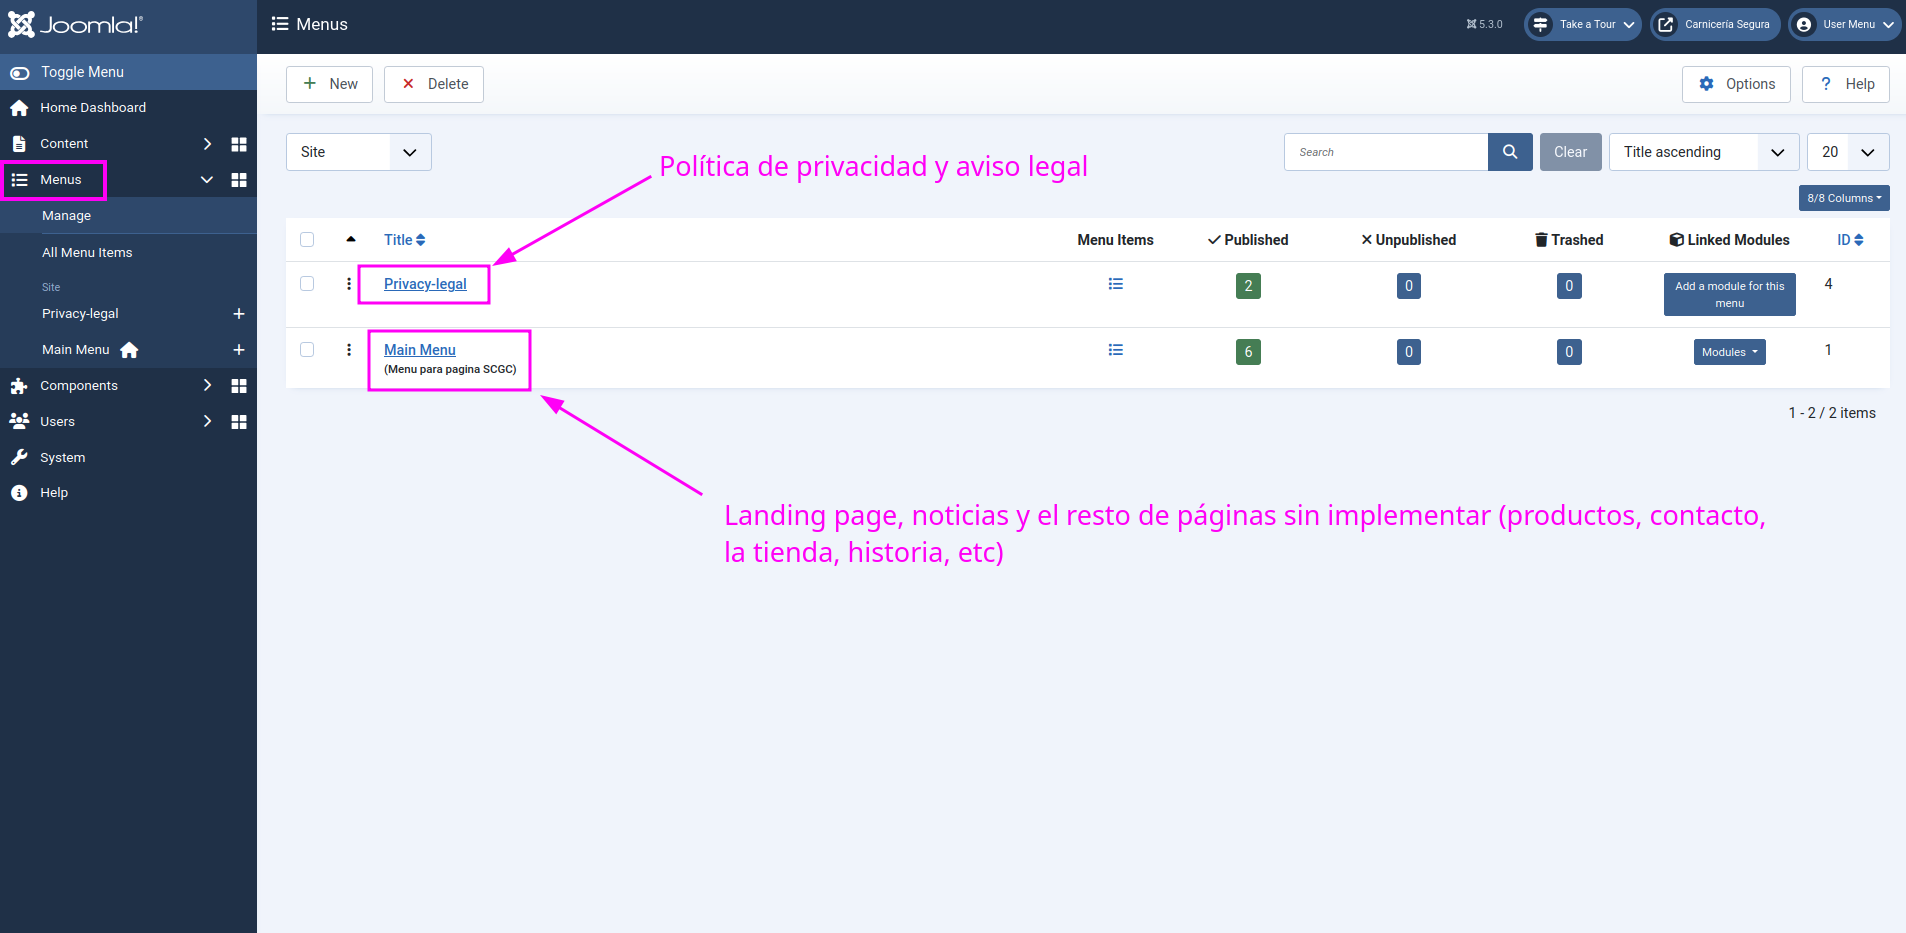 Joomla!
Menus
5.3.0
Take a Tour
Carnicería Segura
User Menu
Toggle Menu
Home Dashboard
Content
Menus
Manage
All Menu Items
Site
Privacy-legal
Main Menu
Components
Users
System
Help
New
Delete
Options
? Help
Site
Search
Clear
Title ascending
20
8/8 Columns
Política de privacidad y aviso legal
Title
Menu Items
Published
Unpublished
Trashed
Linked Modules
ID
Privacy-legal
2
0
0
Add a module for this
menu
4
Main Menu
(Menu para pagina SCGC)
6
0
0
Modules
1
1 - 2 / 2 items
Landing page, noticias y el resto de páginas sin implementar (productos, contacto,
la tienda, historia, etc)